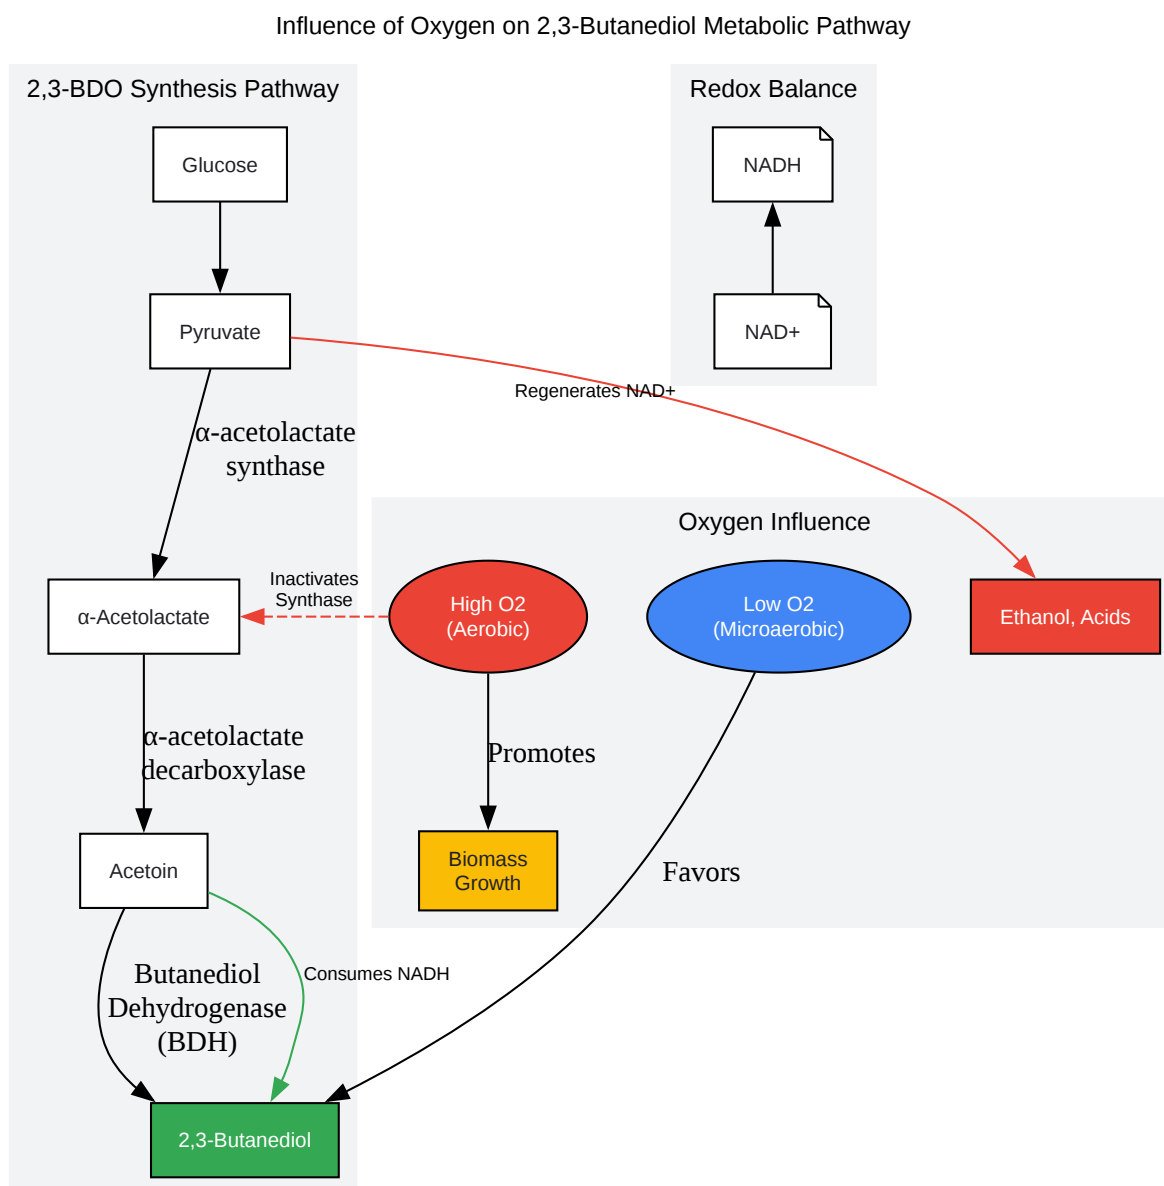 Influence of Oxygen on 2,3-Butanediol Metabolic Pathway
2,3-BDO Synthesis Pathway
Redox Balance
Glucose
NADH
Pyruvate
NAD+
Regenerates NAD+
α-acetolactate
synthase
Oxygen Influence
Inactivates
Synthase
α-Acetolactate
High O2
(Aerobic)
Low O2
(Microaerobic)
Ethanol, Acids
α-acetolactate
decarboxylase
Promotes
Acetoin
Biomass
Growth
Favors
Butanediol
Dehydrogenase
(BDH)
Consumes NADH
2,3-Butanediol